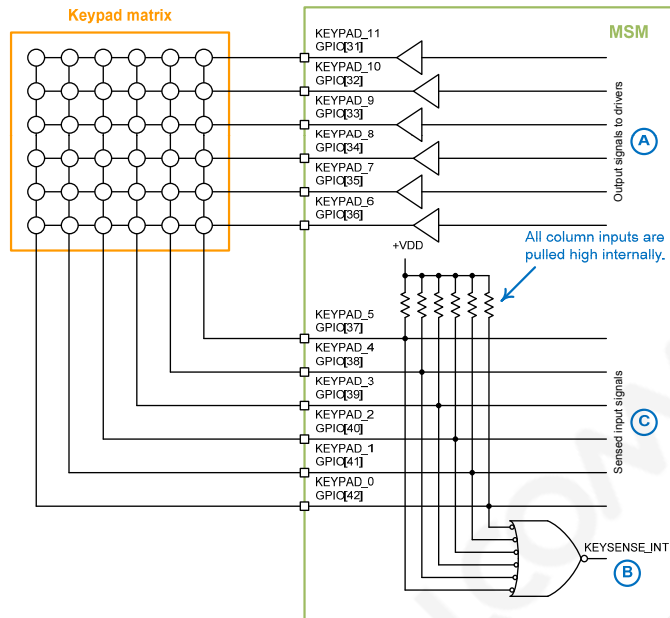 Keypad matrix
MSM
KEYPAD_11
GPIO[31]
KEYPAD_10
GPIO[32]
KEYPAD_9
GPIO[33]
KEYPAD_8
GPIO[34]
KEYPAD_7
GPIO[35]
KEYPAD_6
GPIO[36]
Output signals to drivers
A
+VDD
All column inputs are
pulled high internally.
KEYPAD_5
GPIO[37]
KEYPAD_4
GPIO[38]
KEYPAD_3
GPIO[39]
KEYPAD_2
GPIO[40]
KEYPAD_1
GPIO[41]
KEYPAD_0
GPIO[42]
Sensed input signals
C
KEYSENSE_INT
B